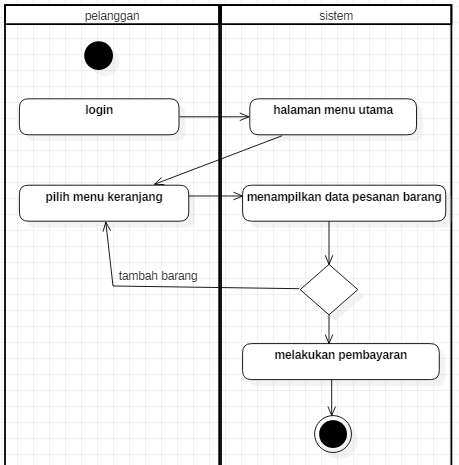 pelanggan
sistem
login
halaman menu utama
pilih menu keranjang
menampilkan data pesanan barang
tambah barang
melakukan pembayaran